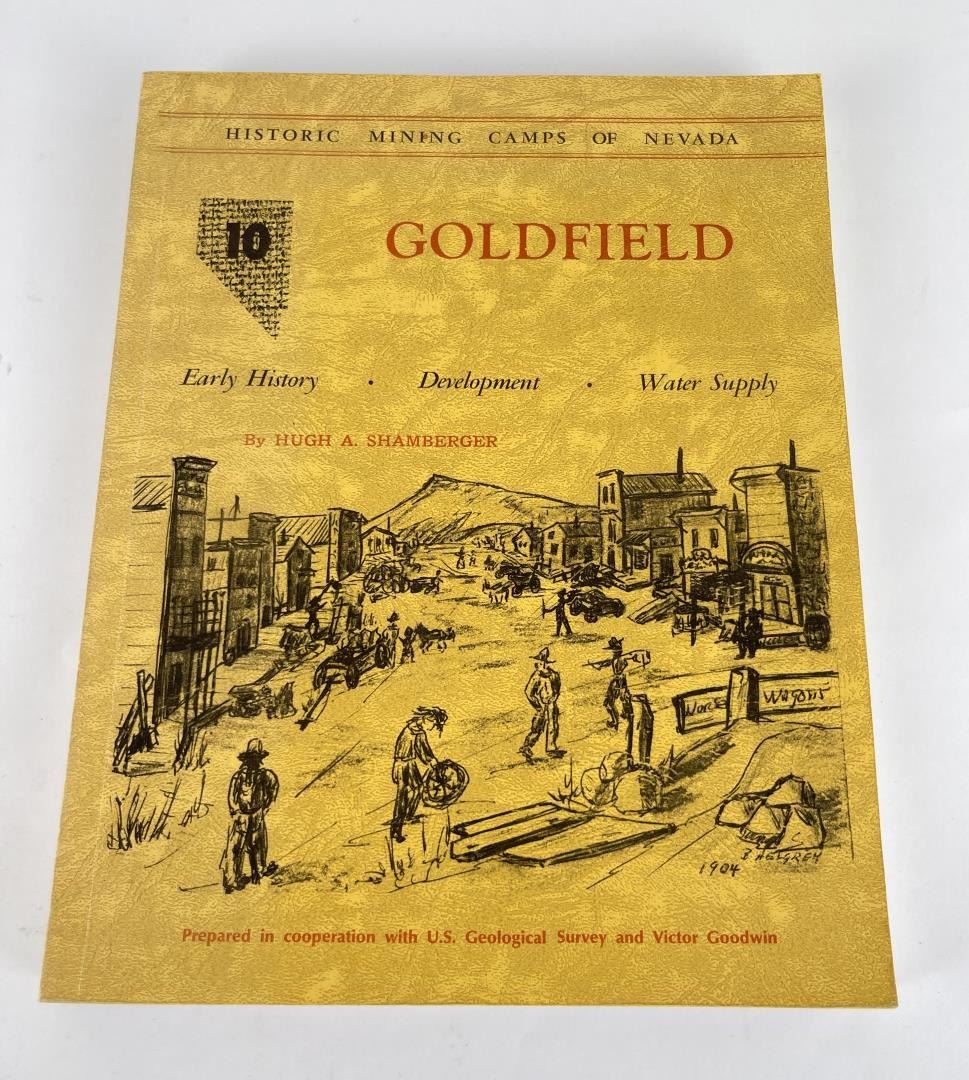 HISTORIC MINING CAMPS OF NEVADA
10
GOLDFIELD
Early History • Development • Water Supply
By HUGH A. SHAMBERGER
Wagons
1904
Prepared in cooperation with U.S. Geological Survey and Victor Goodwin